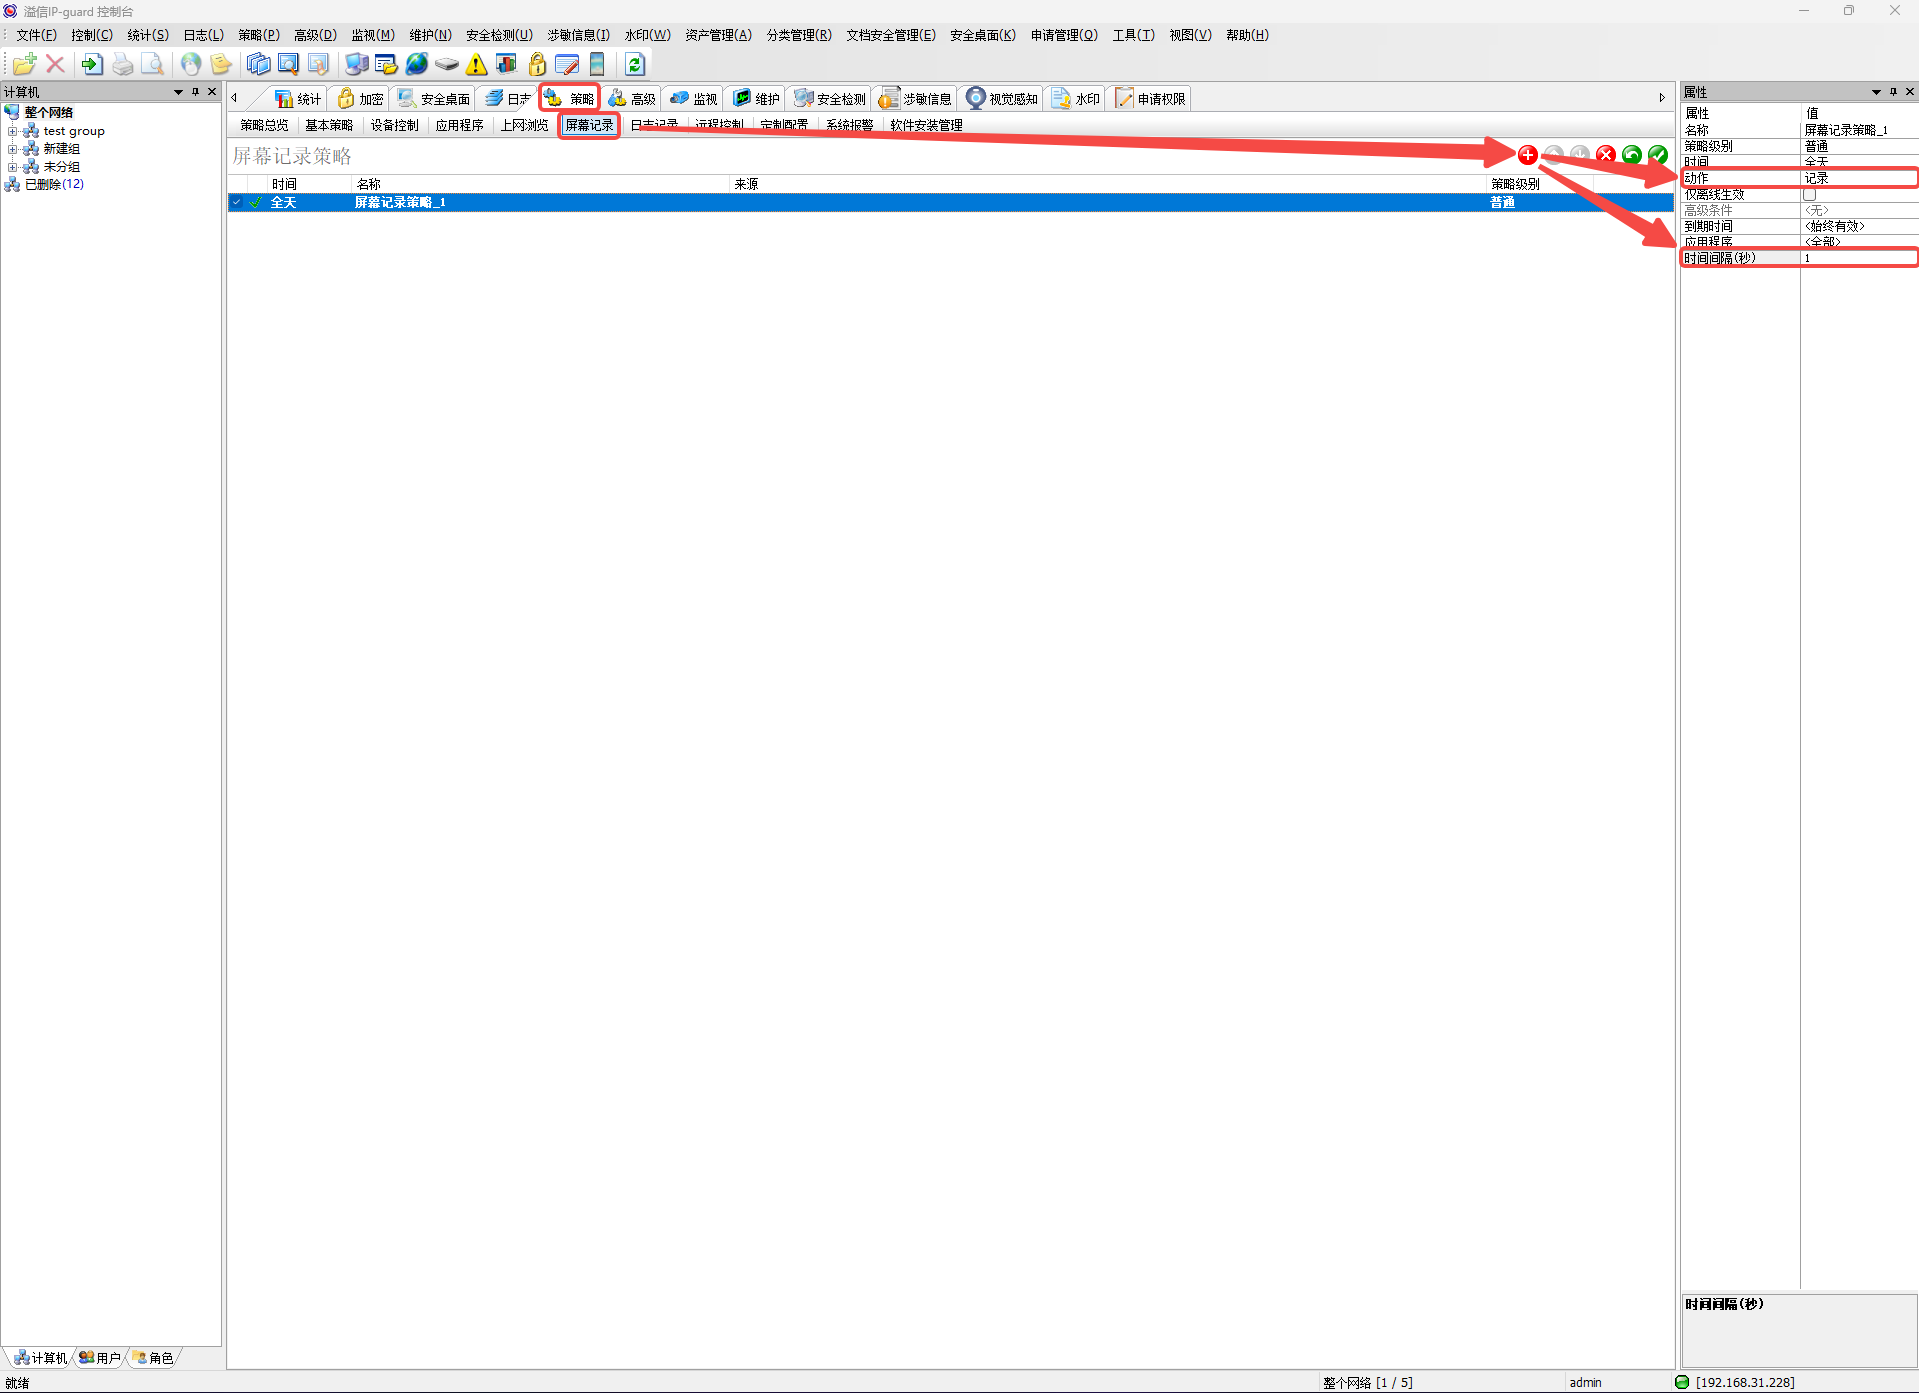 溢信IP-guard 控制台
文件(F) 控制(C) 统计(S) 日志(L) 策略(P) 高级(D) 监视(M) 维护(N) 安全检测(U) 涉敏信息(I) 水印(W) 资产管理(A) 分类管理(R) 文档安全管理(E) 安全桌面(K) 申请管理(Q) 工具(T) 视图(V) 帮助(H)
计算机
整个网络
test group
新建组
未分组
已删除(12)
统计 加密 安全桌面 日志 策略 高级 监视 维护 安全检测 涉敏信息 视觉感知 水印 申请权限
策略总览 基本策略 设备控制 应用程序 上网浏览 屏幕记录 日志记录 远程控制 定制配置 系统报警 软件安装管理
屏幕记录策略
时间 名称 来源 策略级别
全天 屏幕记录策略_1 普通
属性
属性 值
名称 屏幕记录策略_1
策略级别 普通
时间 全天
动作 记录
仅离线生效
高级条件 <无>
到期时间 <始终有效>
应用程序 <全部>
时间间隔(秒) 1
时间间隔(秒)
计算机 用户 角色
就绪 整个网络 [1 / 5] admin [192.168.31.228]